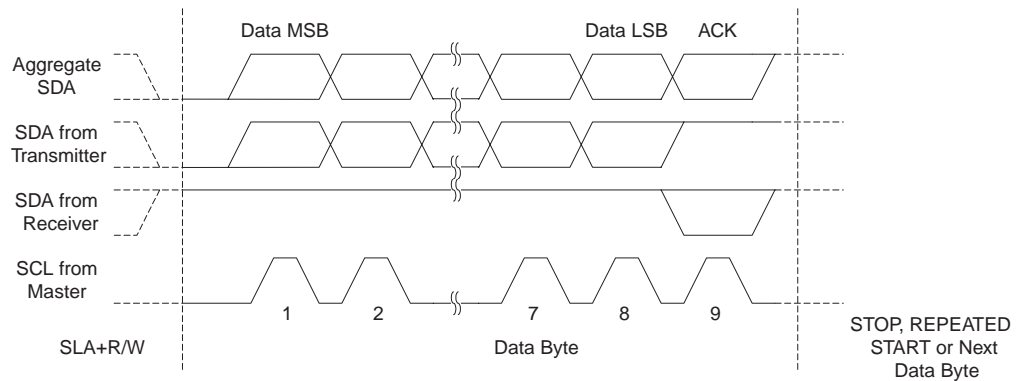 Data MSB
Data LSB
ACK
Aggregate
SDA
SDA from
Transmitter
SDA from
Receiver
SCL from
Master
1
2
7
8
9
SLA+R/W
Data Byte
STOP, REPEATED
START or Next
Data Byte